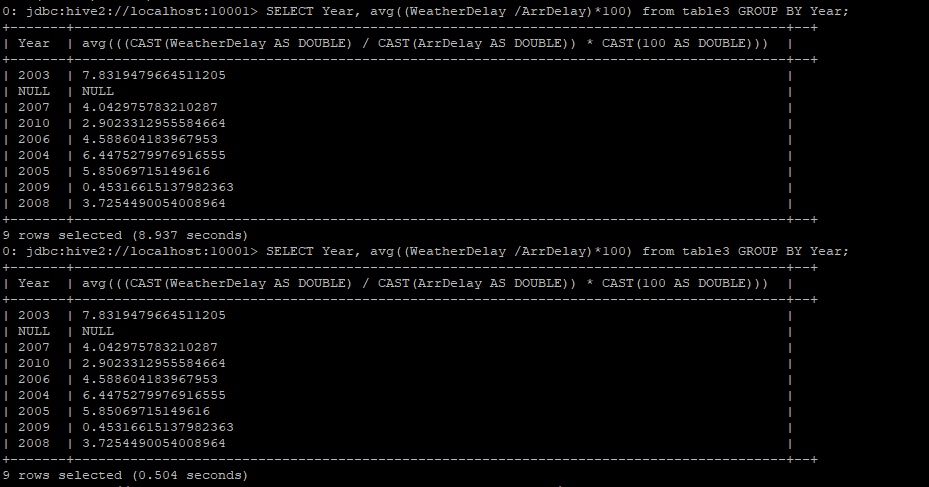 0: jdbc:hive2://localhost:10001> SELECT Year, avg((WeatherDelay /ArrDelay)*100) from table3 GROUP BY Year;
+-------+-----------------------------------------------------------------------------------------+--+
| Year | avg(((CAST(WeatherDelay AS DOUBLE) / CAST(ArrDelay AS DOUBLE)) * CAST(100 AS DOUBLE))) |
+-------+-----------------------------------------------------------------------------------------+--+
| 2003 | 7.8319479664511205 |
| NULL | NULL |
| 2007 | 4.042975783210287 |
| 2010 | 2.9023312955584664 |
| 2006 | 4.588604183967953 |
| 2004 | 6.4475279976916555 |
| 2005 | 5.85069715149616 |
| 2009 | 0.45316615137982363 |
| 2008 | 3.7254490054008964 |
+-------+-----------------------------------------------------------------------------------------+--+
9 rows selected (8.937 seconds)
0: jdbc:hive2://localhost:10001> SELECT Year, avg((WeatherDelay /ArrDelay)*100) from table3 GROUP BY Year;
+-------+-----------------------------------------------------------------------------------------+--+
| Year | avg(((CAST(WeatherDelay AS DOUBLE) / CAST(ArrDelay AS DOUBLE)) * CAST(100 AS DOUBLE))) |
+-------+-----------------------------------------------------------------------------------------+--+
| 2003 | 7.8319479664511205 |
| NULL | NULL |
| 2007 | 4.042975783210287 |
| 2010 | 2.9023312955584664 |
| 2006 | 4.588604183967953 |
| 2004 | 6.4475279976916555 |
| 2005 | 5.85069715149616 |
| 2009 | 0.45316615137982363 |
| 2008 | 3.7254490054008964 |
+-------+-----------------------------------------------------------------------------------------+--+
9 rows selected (0.504 seconds)